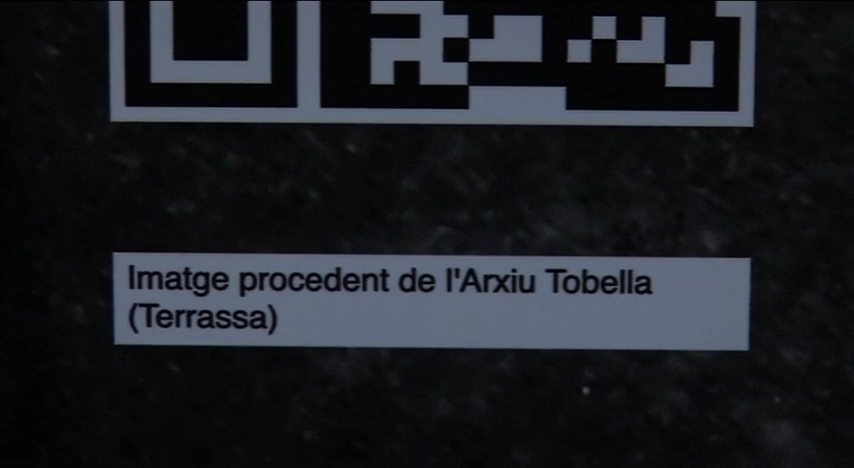 Imatge procedent de l'Arxiu Tobella
(Terrassa)